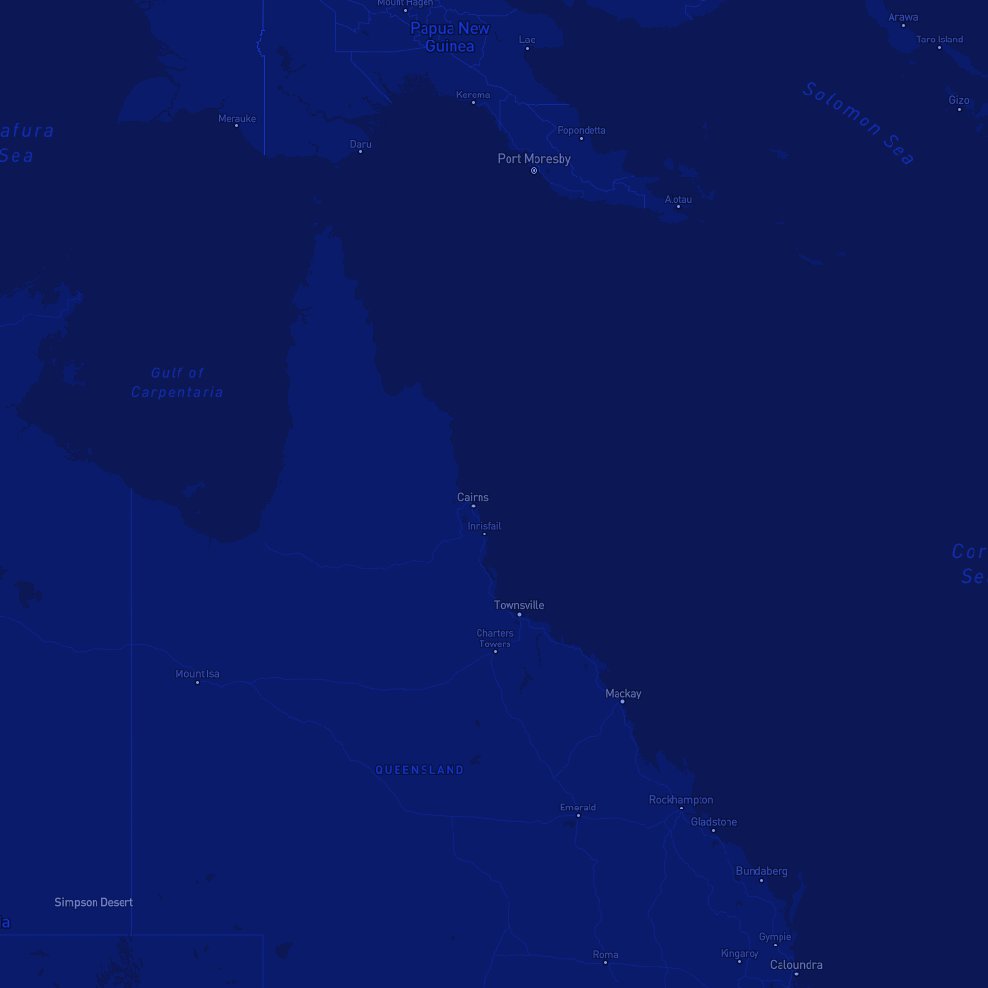 Mount Hagen
Papua New
Guinea
Lae
Arawa
Taro Island
Solomon Sea
Gizo
Kerema
Merauke
Daru
Popondetta
Port Moresby
afura
Sea
Alotau
Gulf of
Carpentaria
Cairns
Innisfail
Cor
Se
Townsville
Charters
Towers
Mount Isa
Mackay
QUEENSLAND
Rockhampton
Emerald
Gladstone
Bundaberg
Simpson Desert
ia
Gympie
Roma
Kingaroy
Caloundra